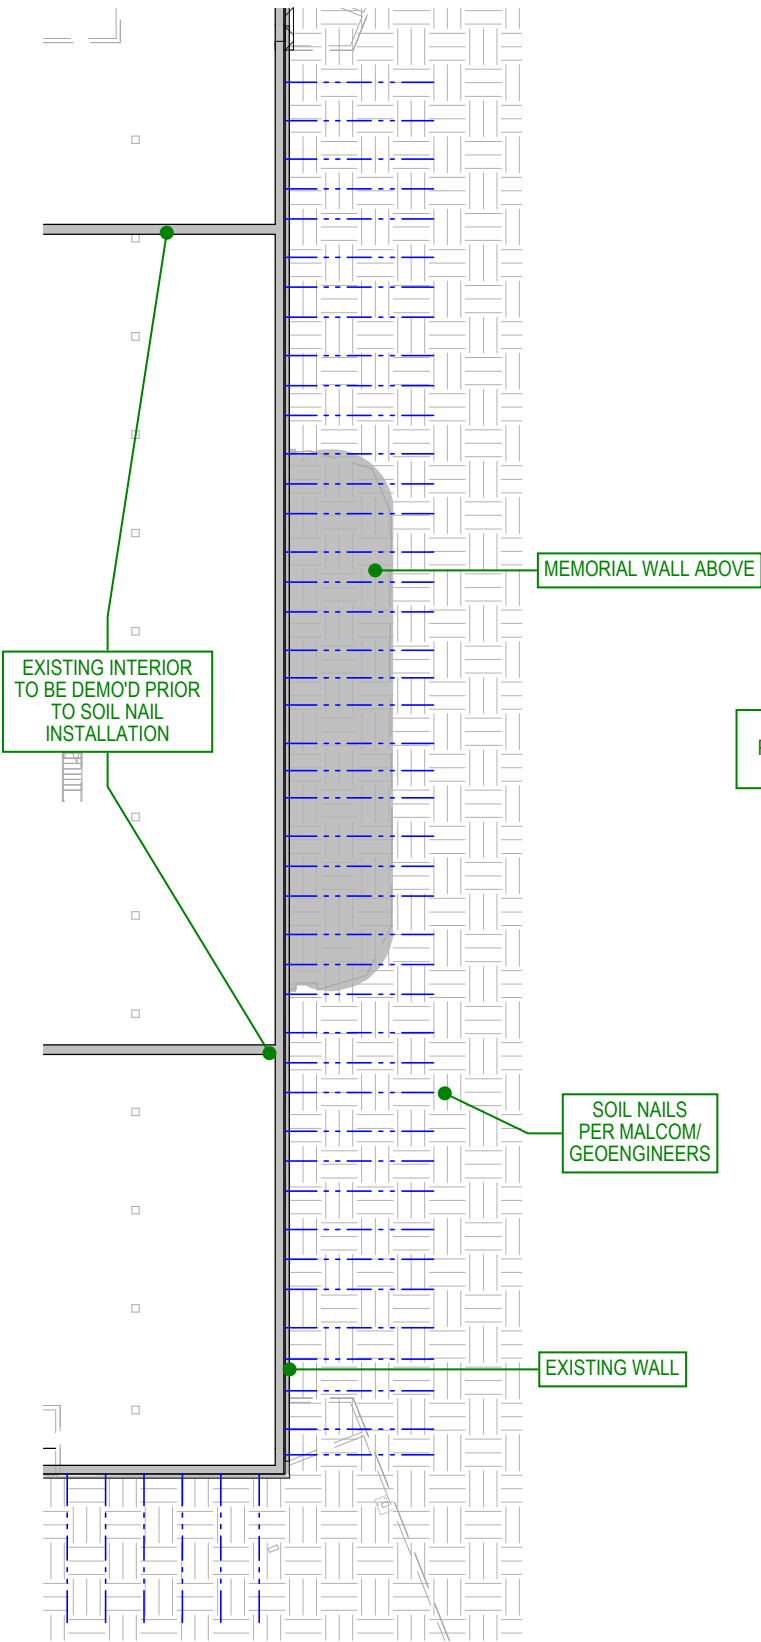 MEMORIAL WALL ABOVE
EXISTING INTERIOR
TO BE DEMO'D PRIOR
TO SOIL NAIL
INSTALLATION
SOIL NAILS
PER MALCOM/
GEOENGINEERS
EXISTING WALL